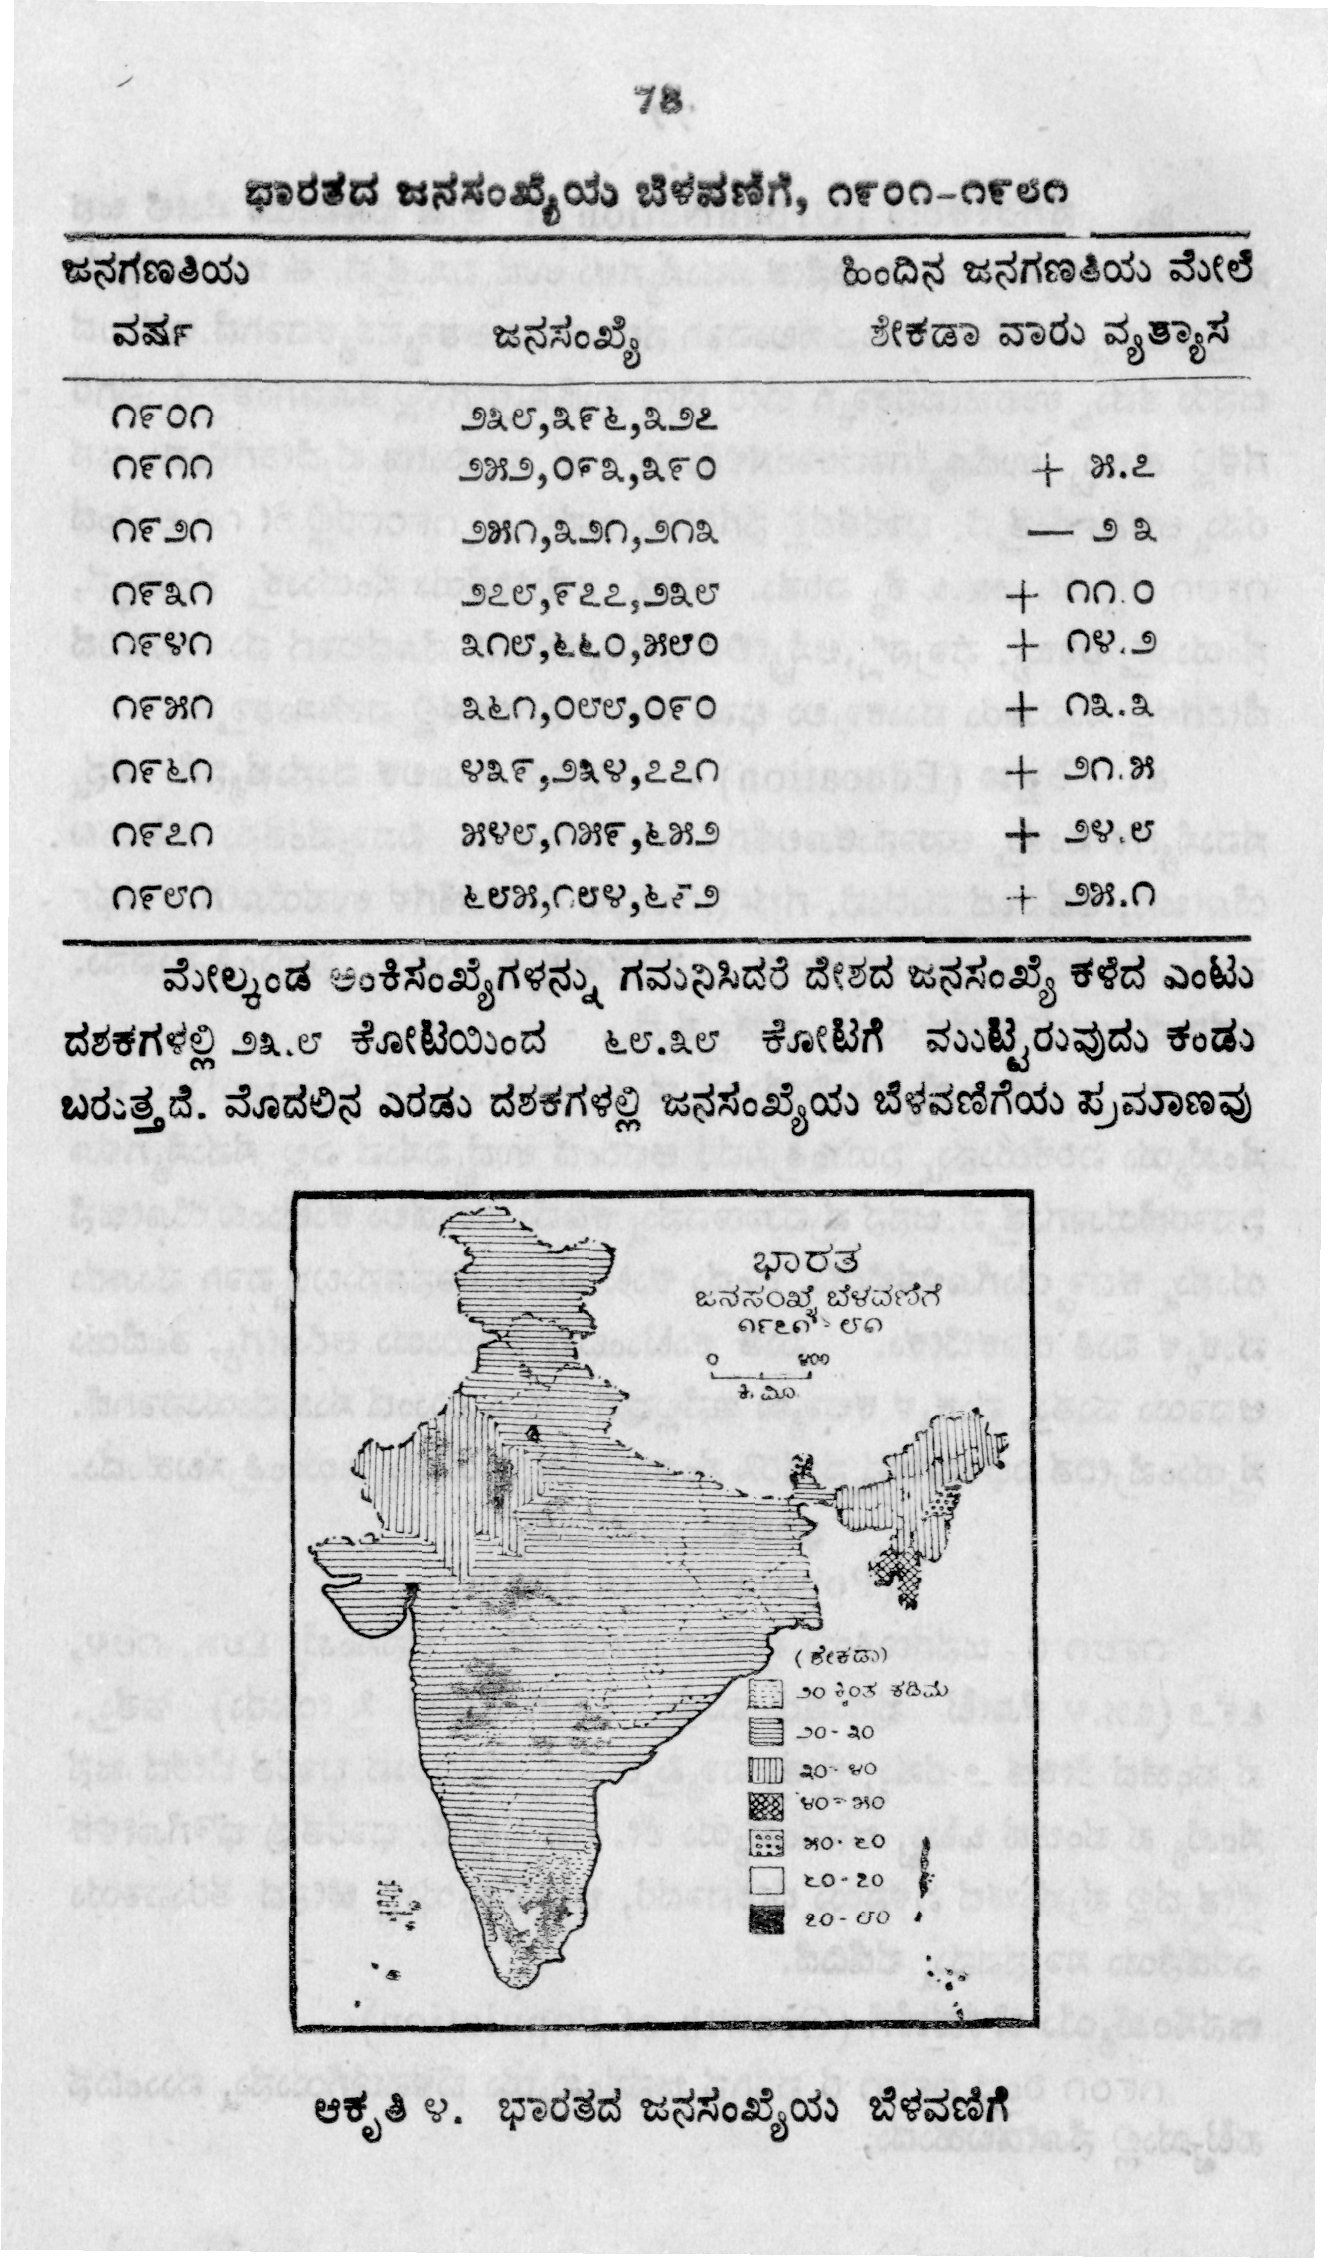 78
ಭಾರತದ ಜನಸಂಖ್ಯೆಯ ಬೆಳವಣಿಗೆ, ೧೯೦೧-೧೯೮೧
ಜನಗಣತಿಯ ಹಿಂದಿನ ಜನಗಣತಿಯ ಮೇಲೆ
ವರ್ಷ ಜನಸಂಖ್ಯೆ ಶೇಕಡಾ ವಾರು ವ್ಯತ್ಯಾಸ
೧೯೦೧ ೨೩೮,೩೯೬,೩೨೭
೧೯೧೧ ೨೫೨,೦೯೩,೩೯೦ + ೫.೭
೧೯೨೧ ೨೫೧,೩೨೧,೨೧೩ — ೨ ೩
೧೯೩೧ ೨೭೮,೯೭೭,೨೩೮ + ೧೧.೦
೧೯೪೧ ೩೧೮,೬೬೦,೫೮೦ + ೧೪.೨
೧೯೫೧ ೩೬೧,೦೮೮,೦೯೦ + ೧೩.೩
೧೯೬೧ ೪೩೯,೨೩೪,೭೭೧ + ೨೧.೫
೧೯೭೧ ೫೪೮,೧೫೯,೬೫೨ + ೨೪.೮
೧೯೮೧ ೬೮೫,೧೮೪,೬೯೨ + ೨೫.೧
ಮೇಲ್ಕಂಡ ಅಂಕಿಸಂಖ್ಯೆಗಳನ್ನು ಗಮನಿಸಿದರೆ ದೇಶದ ಜನಸಂಖ್ಯೆ ಕಳೆದ ಎಂಟು
ದಶಕಗಳಲ್ಲಿ ೨೩.೮ ಕೋಟಿಯಿಂದ ೬೮.೩೮ ಕೋಟಿಗೆ ಮುಟ್ಟಿರುವುದು ಕಂಡು
ಬರುತ್ತದೆ. ಮೊದಲಿನ ಎರಡು ದಶಕಗಳಲ್ಲಿ ಜನಸಂಖ್ಯೆಯ ಬೆಳವಣಿಗೆಯ ಪ್ರಮಾಣವು
ಭಾರತ
ಜನಸಂಖ್ಯೆ ಬೆಳವಣಿಗೆ
೧೯೭೧ - ೮೧
೦ ೪೦೦
ಕಿ. ಮೀ
(ಶೇಕಡಾ)
೨೦ ಕ್ಕಿಂತ ಕಡಿಮೆ
೨೦ - ೩೦
೩೦ - ೪೦
೪೦ - ೫೦
೫೦ - ೬೦
೬೦ - ೭೦
೭೦ - ೮೦
ಆಕೃತಿ ೪. ಭಾರತದ ಜನಸಂಖ್ಯೆಯ ಬೆಳವಣಿಗೆ